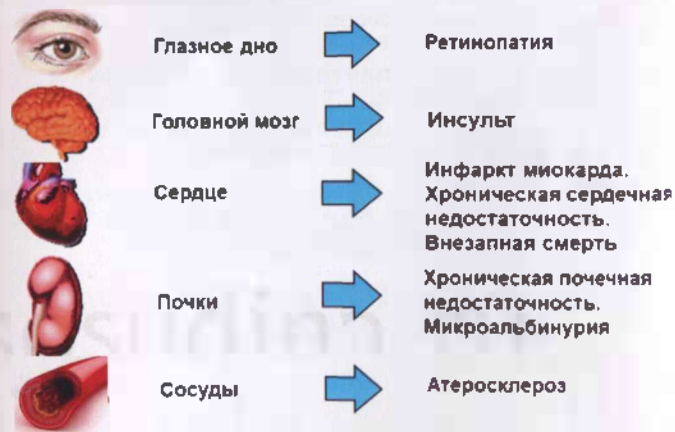 Глазное дно
Ретинопатия
Головной мозг
Инсульт
Сердце
Инфаркт миокарда.
Хроническая сердечная
недостаточность.
Внезапная смерть
Почки
Хроническая почечная
недостаточность.
Микроальбинурия
Сосуды
Атеросклероз